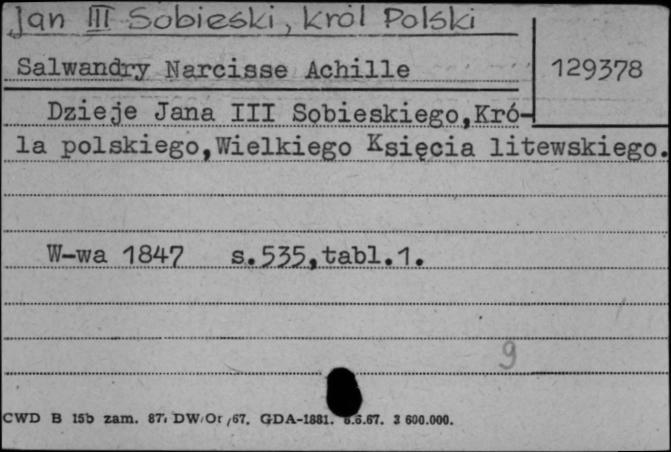 Jan III Sobieski, król Polski
Salwandry Narcisse Achille
129378
Dzieje Jana III Sobieskiego,Kró-
la polskiego,Wielkiego Księcia litewskiego.
W-wa 1847 s.535,tabl.1.
9
CWD B 15b zam. 87/ DW/Or/67. GDA-1881. 6.67. 3 600.000.